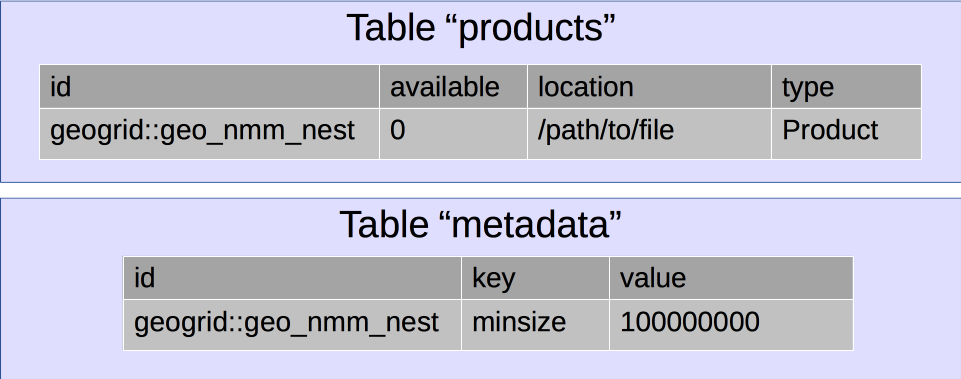 Table “products”
id available location type
geogrid::geo_nmm_nest 0 /path/to/file Product
Table “metadata”
id key value
geogrid::geo_nmm_nest minsize 100000000